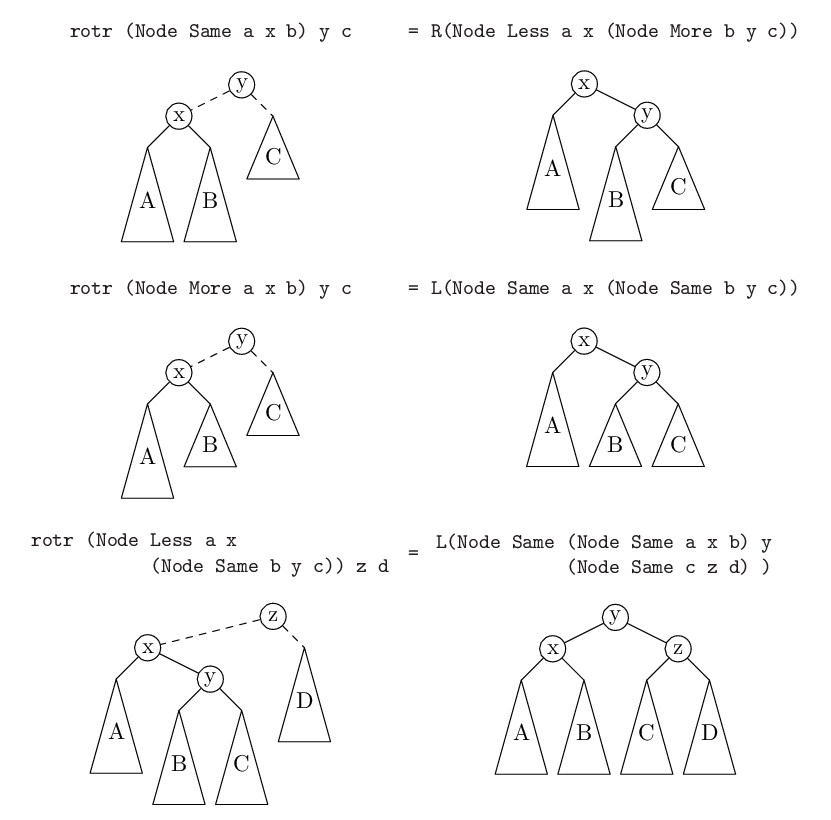 rotr (Node Same a x b) y c = R(Node Less a x (Node More b y c))
y x
x y
A B C
A B C
rotr (Node More a x b) y c = L(Node Same a x (Node Same b y c))
y x
x y
A B C
A B C
rotr (Node Less a x
(Node Same b y c)) z d
=
L(Node Same (Node Same a x b) y
(Node Same c z d) )
z y
x x z
y
A B C D
A B C D